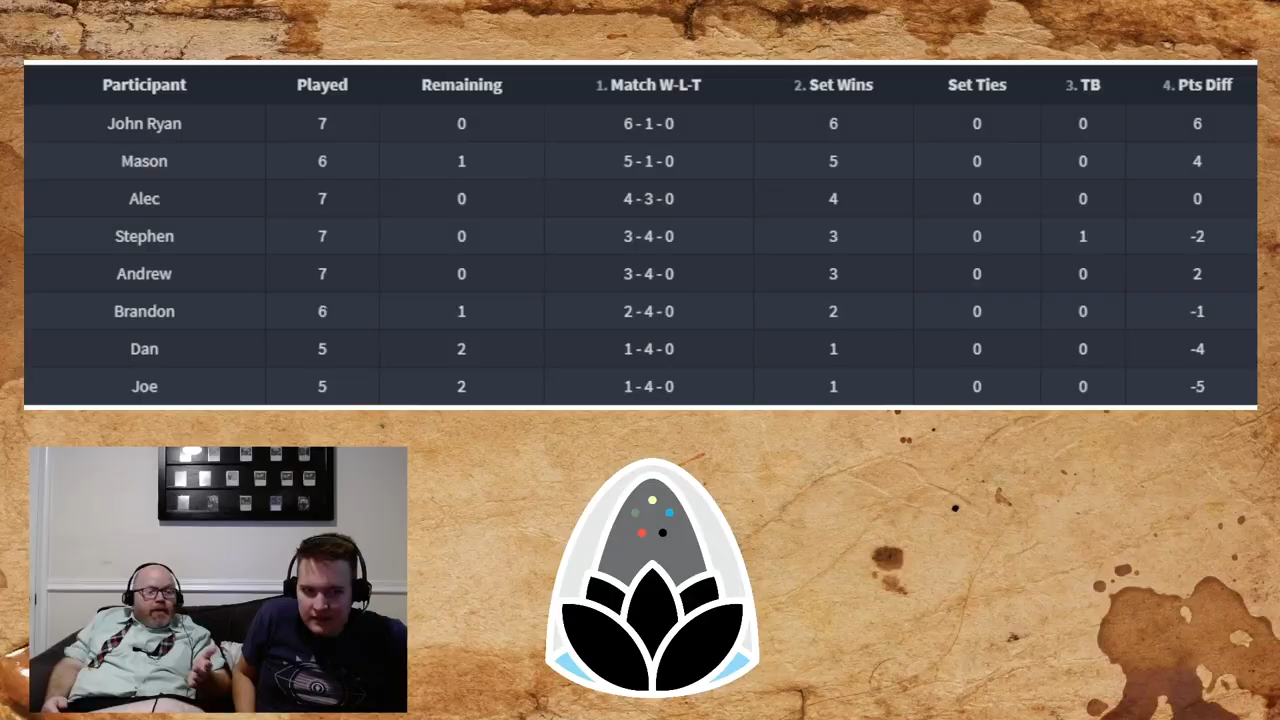 Participant Played Remaining 1. Match W-L-T 2. Set Wins Set Ties 3. TB 4. Pts Diff
John Ryan 7 0 6 - 1 - 0 6 0 0 6
Mason 6 1 5 - 1 - 0 5 0 0 4
Alec 7 0 4 - 3 - 0 4 0 0 0
Stephen 7 0 3 - 4 - 0 3 0 1 -2
Andrew 7 0 3 - 4 - 0 3 0 0 2
Brandon 6 1 2 - 4 - 0 2 0 0 -1
Dan 5 2 1 - 4 - 0 1 0 0 -4
Joe 5 2 1 - 4 - 0 1 0 0 -5